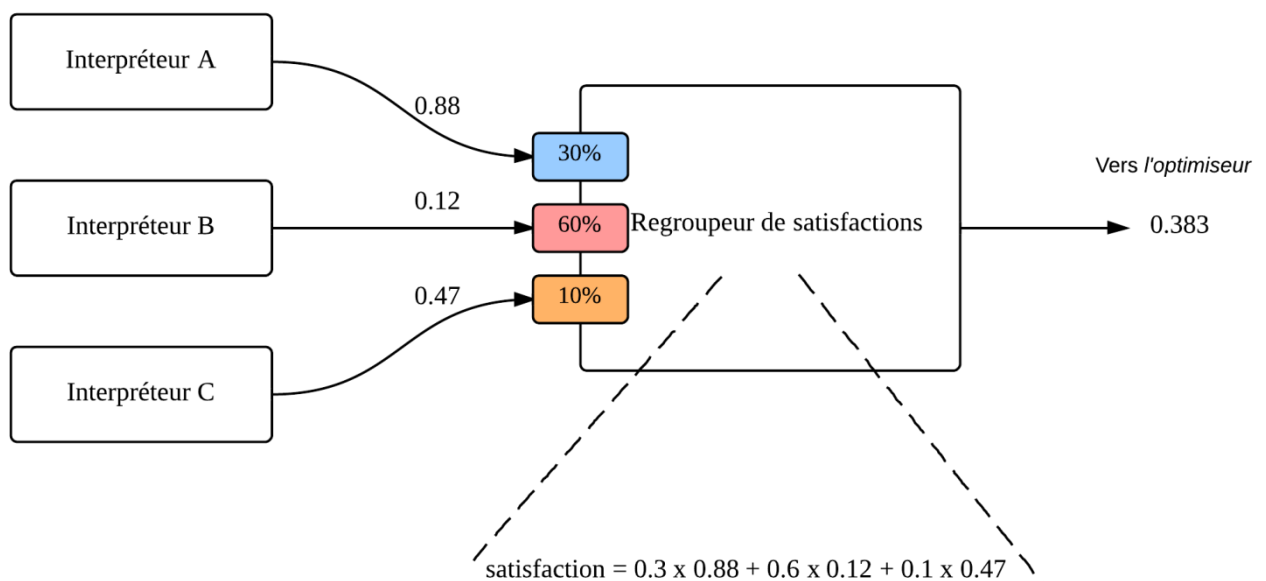 Interpréteur A
0.88
30%
Vers l'optimiseur
0.12
Interpréteur B
60%
Regroupeur de satisfactions
0.383
0.47
10%
Interpréteur C
satisfaction = 0.3 x 0.88 + 0.6 x 0.12 + 0.1 x 0.47